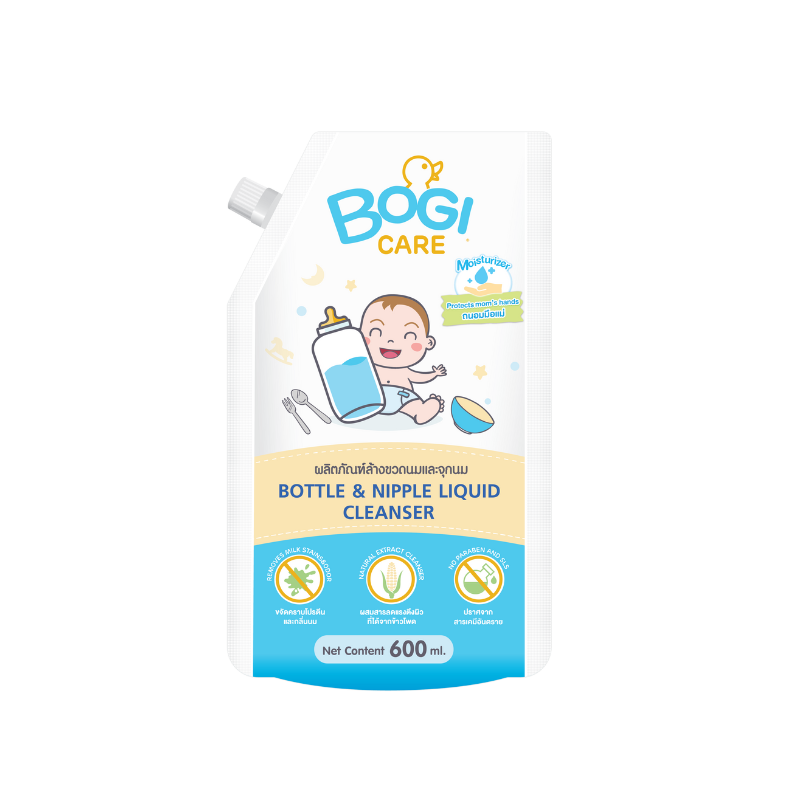 BOGI
CARE
Moisturizer
Protects mom's hands
ถนอมมือแม่
ผลิตภัณฑ์ล้างขวดนมและจุกนม
BOTTLE & NIPPLE LIQUID
CLEANSER
REMOVES MILK STAINS&ODOR
ขจัดคราบโปรตีน
และกลิ่นนม
NATURAL EXTRACT CLEANSER
ผสมสารลดแรงตึงผิว
ที่ได้จากข้าวโพด
NO PARABEN AND SLS
ปราศจาก
สารเคมีอันตราย
Net Content 600 ml.